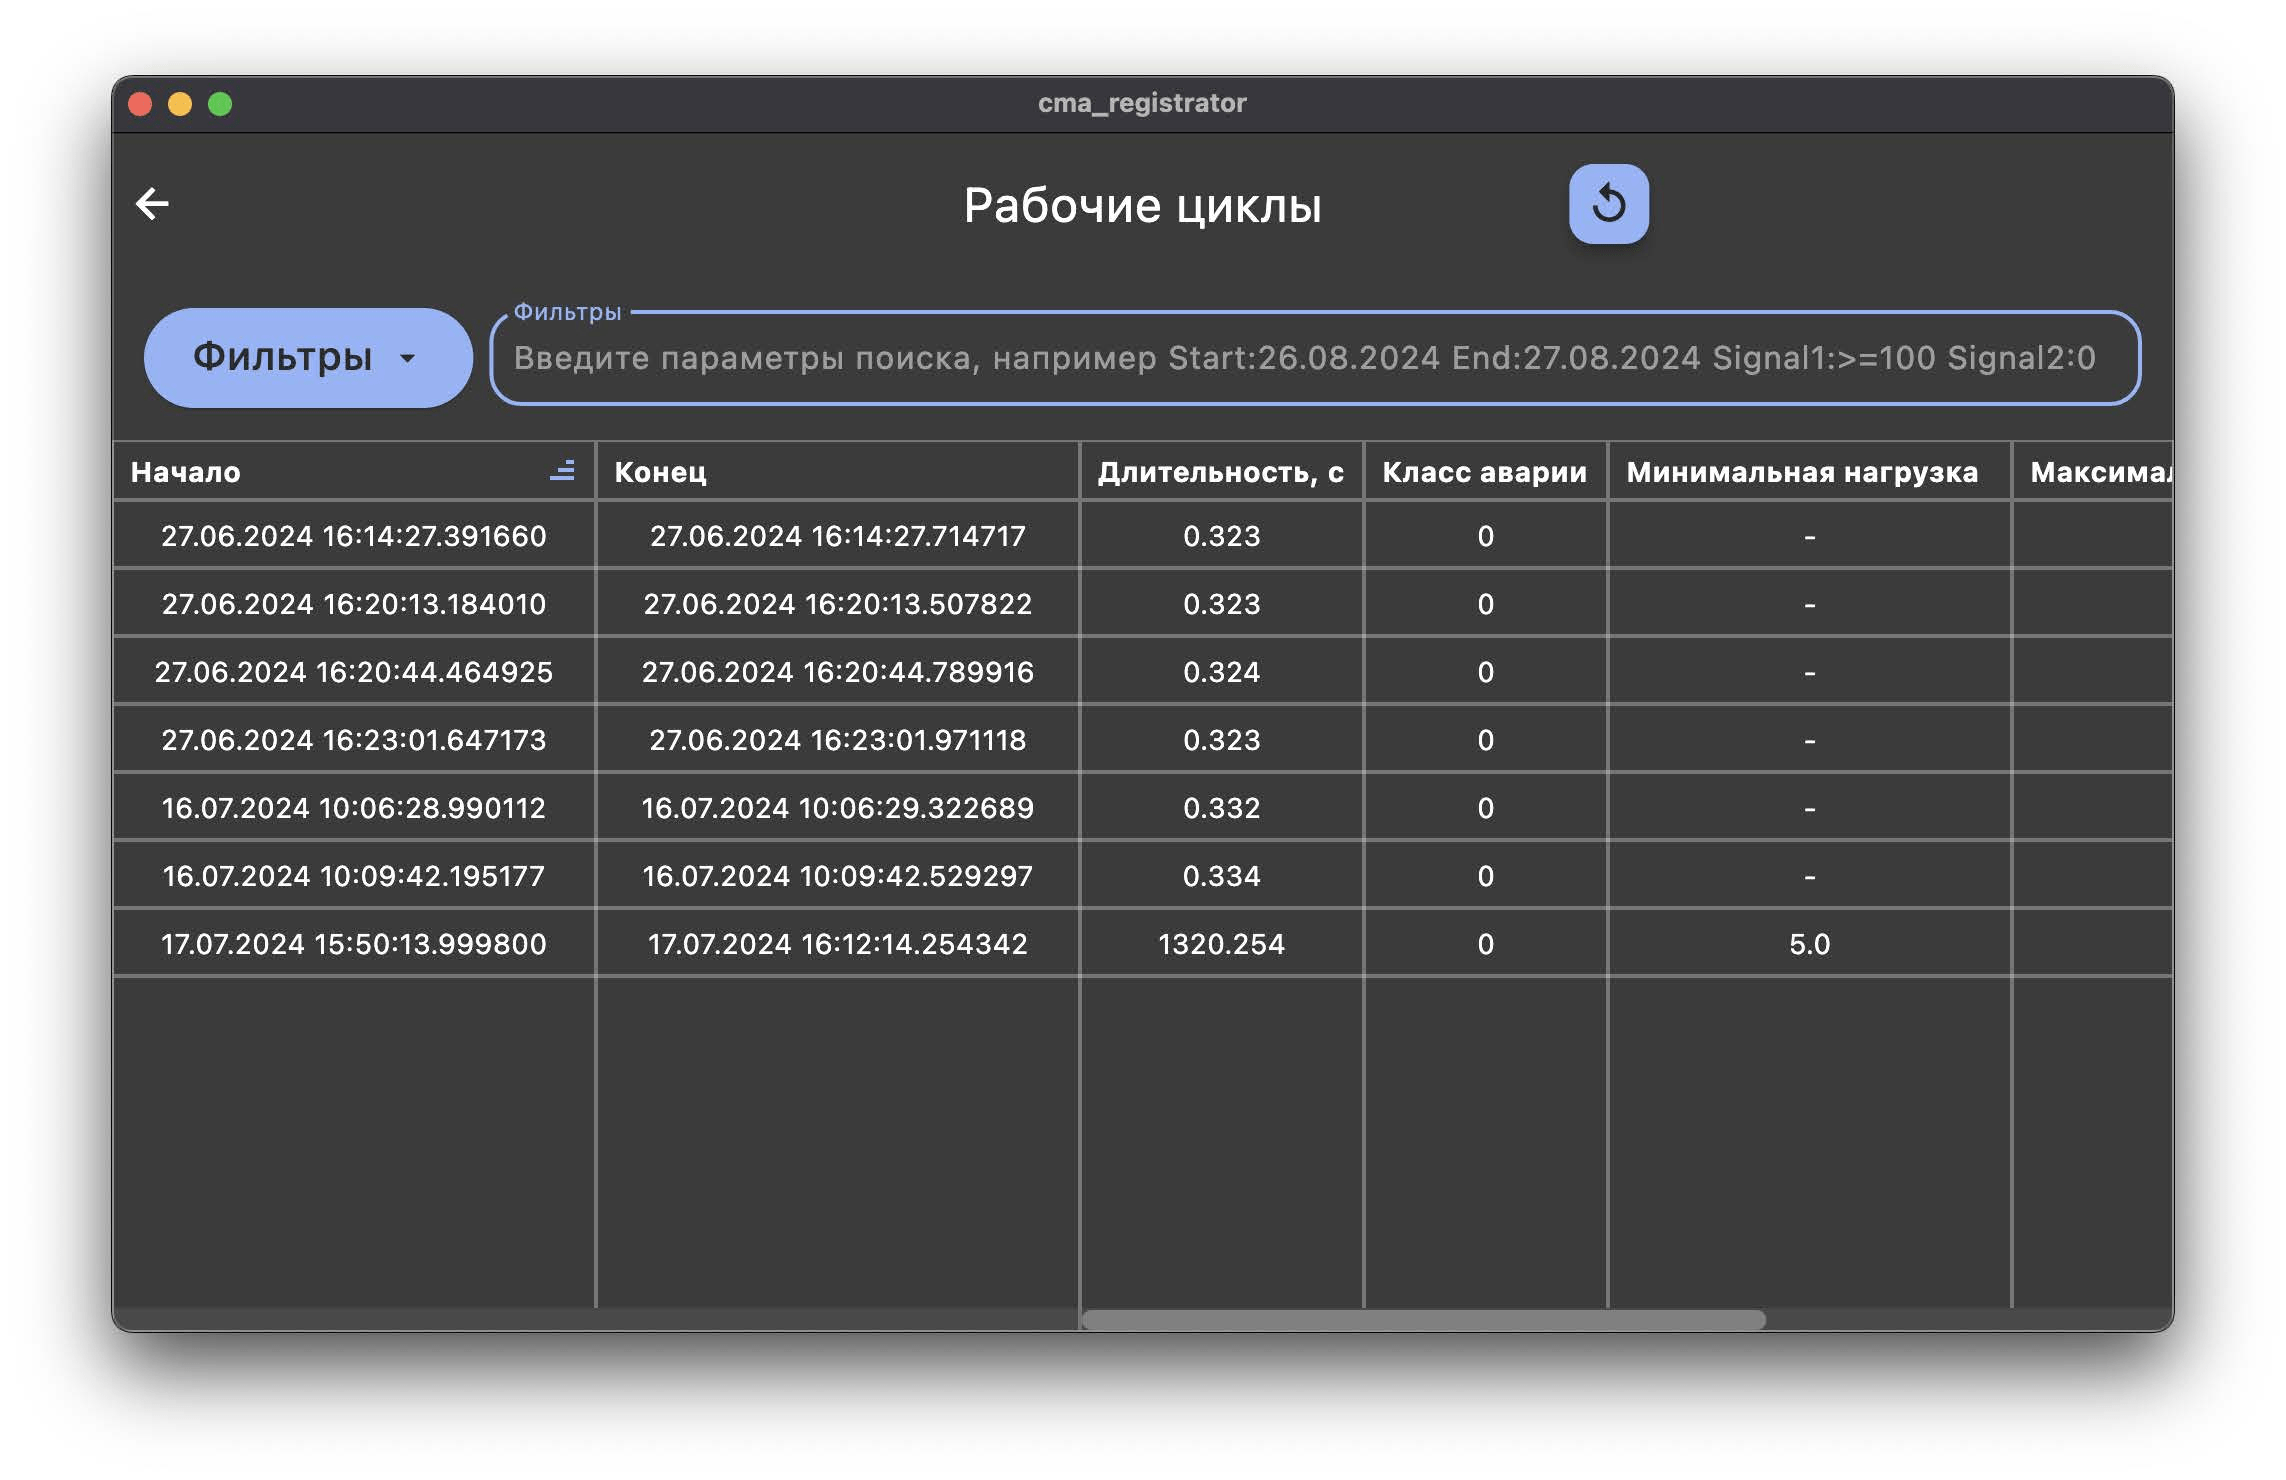 cma_registrator
Рабочие циклы
Фильтры
Фильтры
Введите параметры поиска, например Start:26.08.2024 End:27.08.2024 Signal1:>=100 Signal2:0
Начало Конец Длительность, с Класс аварии Минимальная нагрузка Максимал
27.06.2024 16:14:27.391660 27.06.2024 16:14:27.714717 0.323 0 -
27.06.2024 16:20:13.184010 27.06.2024 16:20:13.507822 0.323 0 -
27.06.2024 16:20:44.464925 27.06.2024 16:20:44.789916 0.324 0 -
27.06.2024 16:23:01.647173 27.06.2024 16:23:01.971118 0.323 0 -
16.07.2024 10:06:28.990112 16.07.2024 10:06:29.322689 0.332 0 -
16.07.2024 10:09:42.195177 16.07.2024 10:09:42.529297 0.334 0 -
17.07.2024 15:50:13.999800 17.07.2024 16:12:14.254342 1320.254 0 5.0